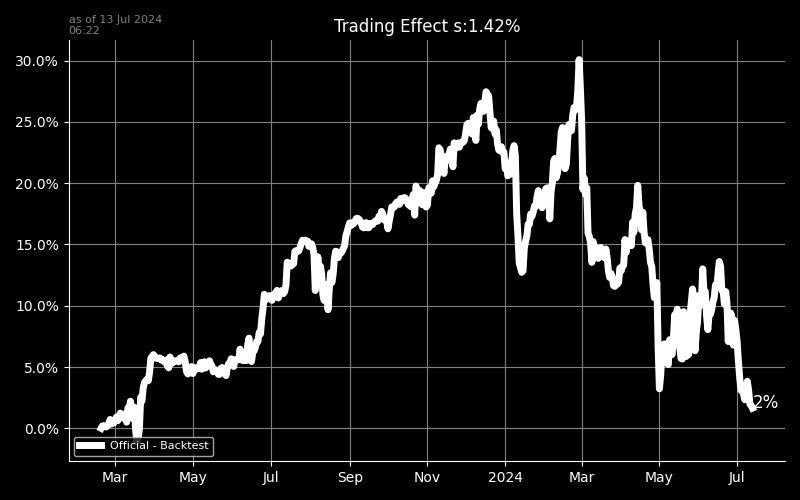 as of 13 Jul 2024
06:22
Trading Effect s:1.42%
30.0%
25.0%
20.0%
15.0%
10.0%
5.0%
0.0%
2%
Official - Backtest
Mar
May
Jul
Sep
Nov
2024
Mar
May
Jul